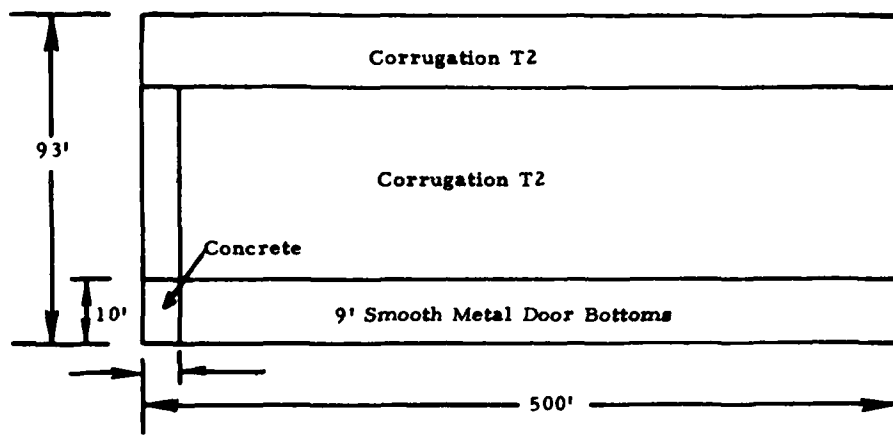 Corrugation T2
93'
Corrugation T2
Concrete
10'
9' Smooth Metal Door Bottoms
500'